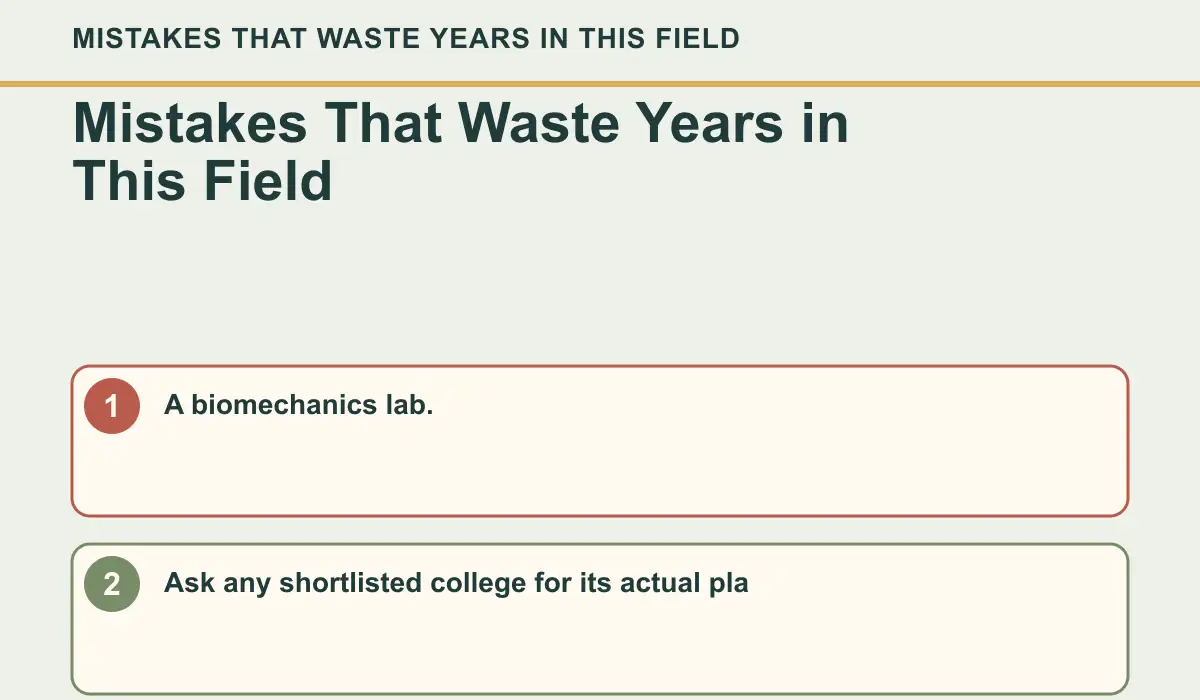 MISTAKES THAT WASTE YEARS IN THIS FIELD
Mistakes That Waste Years in
This Field
1
A biomechanics lab.
2
Ask any shortlisted college for its actual pla